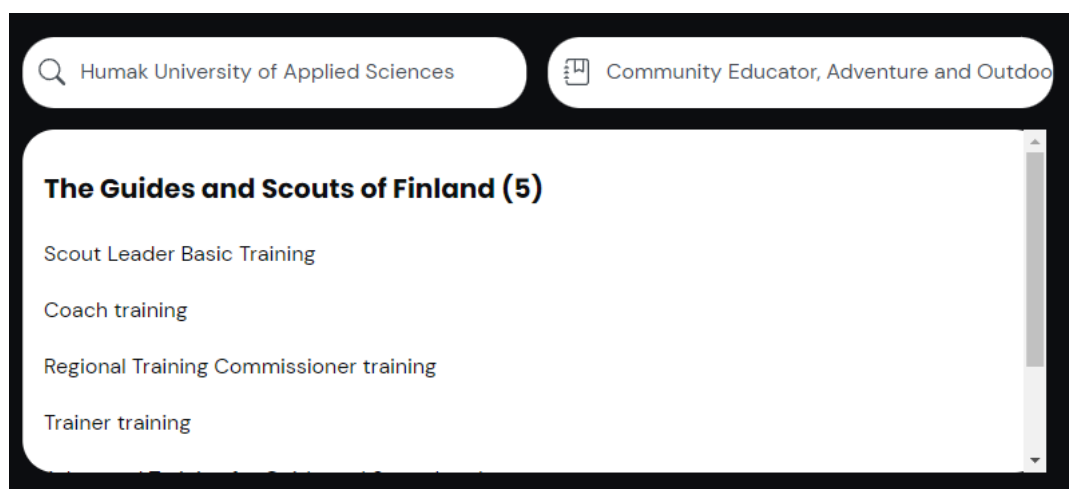 Humak University of Applied Sciences
Community Educator, Adventure and Outdoo
The Guides and Scouts of Finland (5)
Scout Leader Basic Training
Coach training
Regional Training Commissioner training
Trainer training